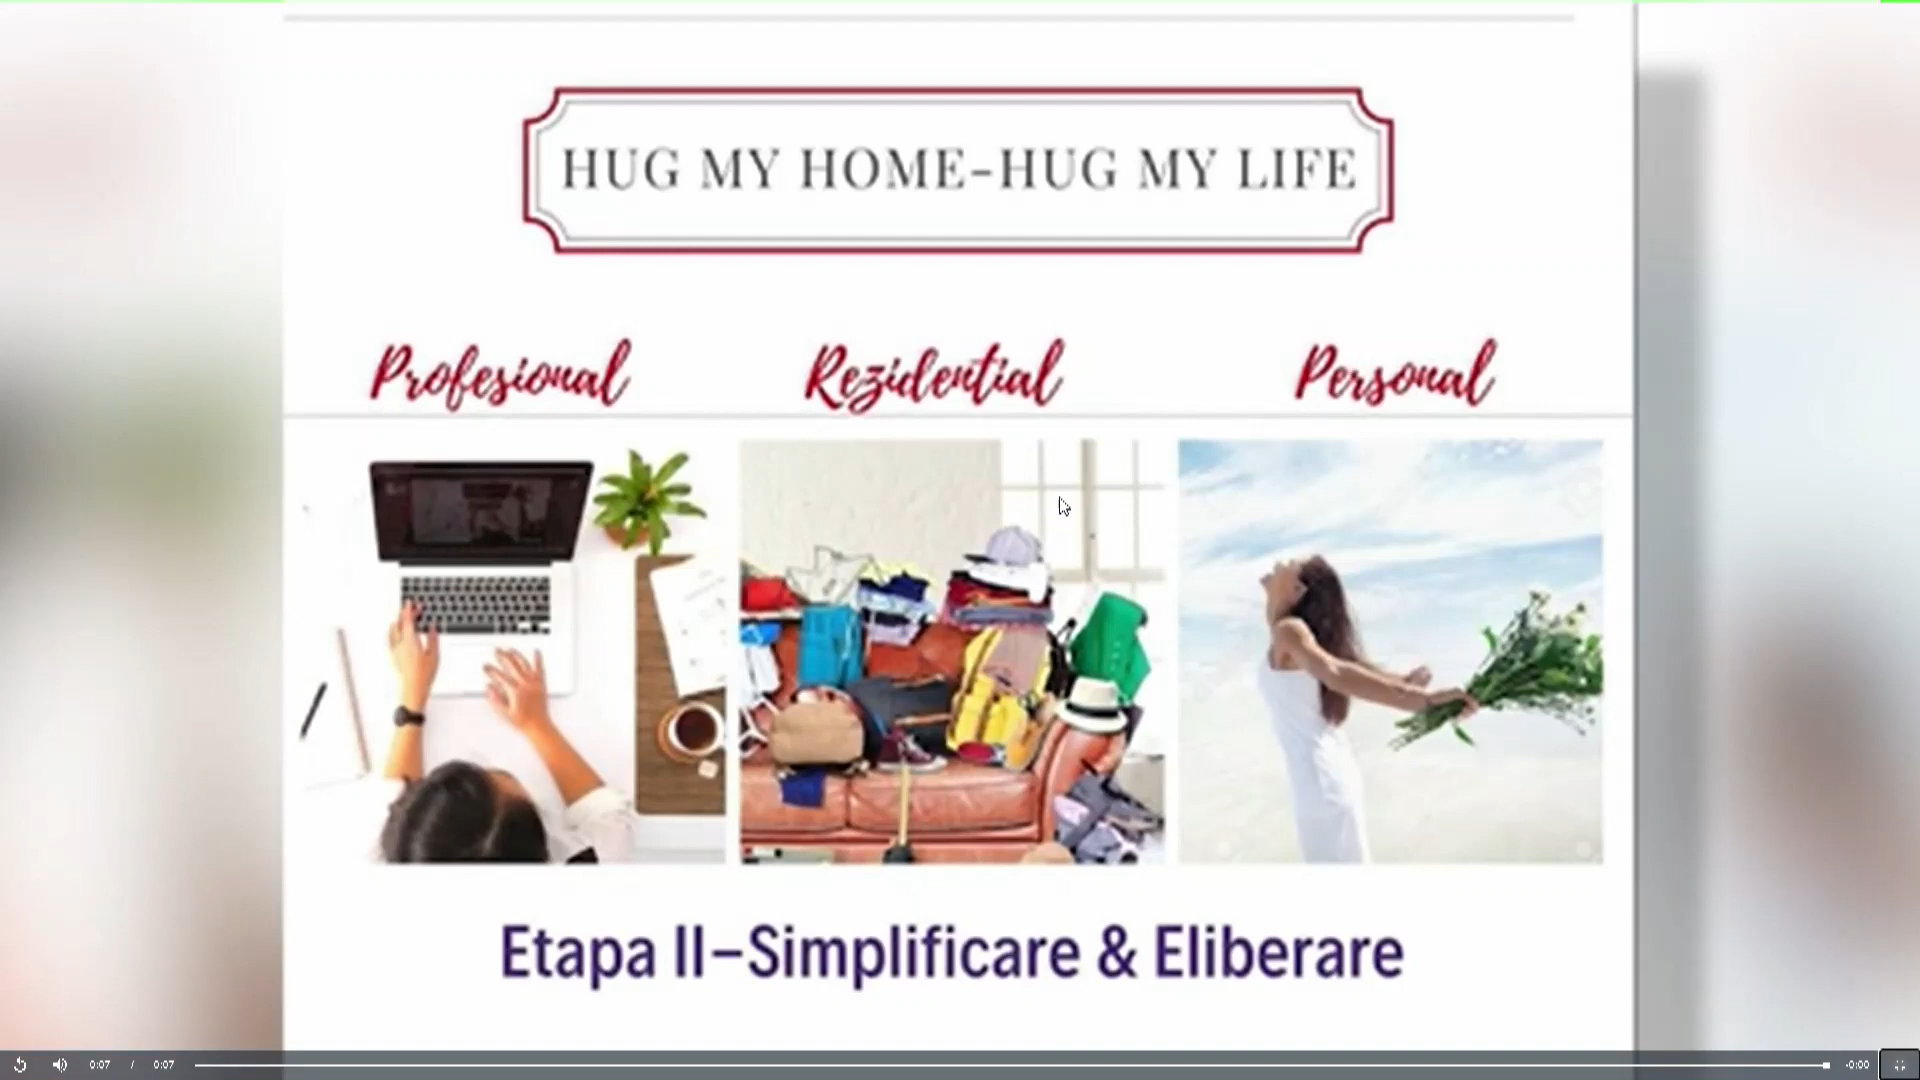 HUG MY HOME-HUG MY LIFE
Profesional Rezidential Personal
Etapa II-Simplificare & Eliberare
0:07 / 0:07 -0:00